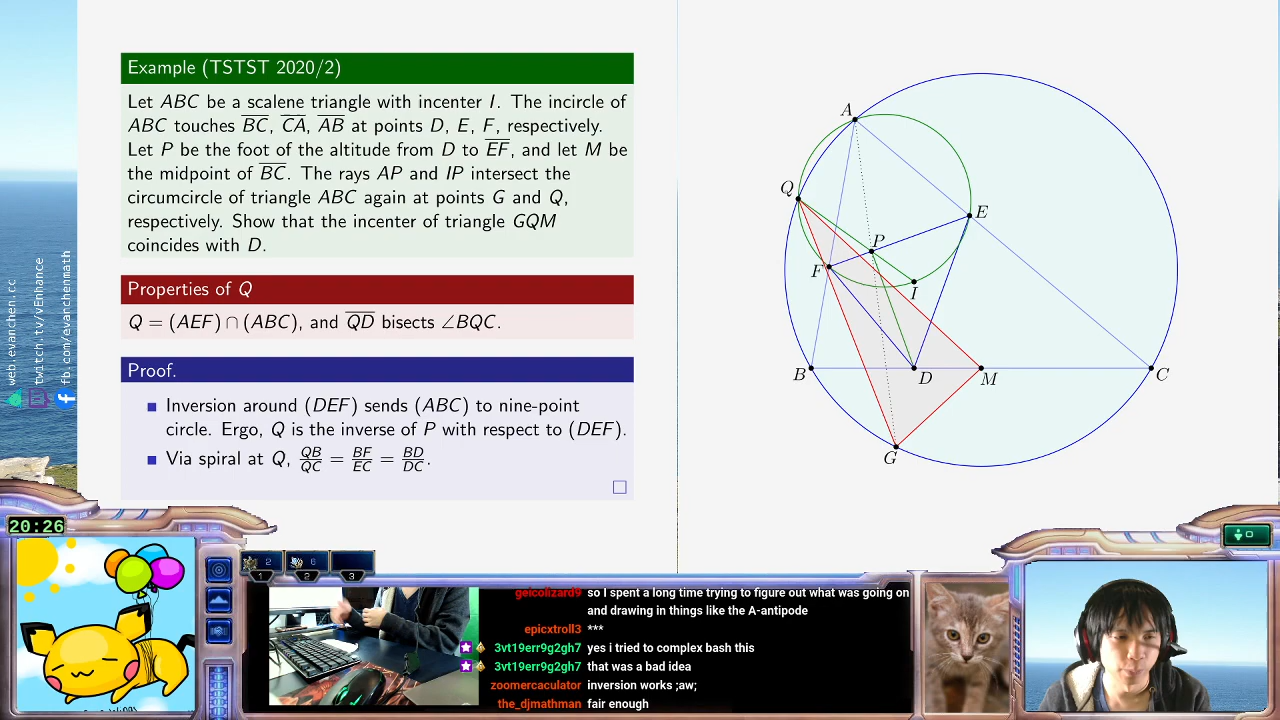 Example (TSTST 2020/2)
Let ABC be a scalene triangle with incenter I. The incircle of
ABC touches B̅C̅, C̅A̅, A̅B̅ at points D, E, F, respectively.
Let P be the foot of the altitude from D to E̅F̅, and let M be
the midpoint of B̅C̅. The rays AP and IP intersect the
circumcircle of triangle ABC again at points G and Q,
respectively. Show that the incenter of triangle GQM
coincides with D.
Properties of Q
Q = (AEF) ∩ (ABC), and Q̅D̅ bisects ∠BQC.
Proof.
Inversion around (DEF) sends (ABC) to nine-point
circle. Ergo, Q is the inverse of P with respect to (DEF).
Via spiral at Q, QB/QC = BF/EC = BD/DC.
A
Q
E
P
F
I
B
D
M
C
G
web.evanchen.cc
twitch.tv/vEnhance
fb.com/evanchenmath
20:26
2
6
1
2
3
0
geicolizard9 so I spent a long time trying to figure out what was going on
and drawing in things like the A-antipode
epicxtroll3 ***
3vt19err9g2gh7 yes i tried to complex bash this
3vt19err9g2gh7 that was a bad idea
zoomercaculator inversion works ;aw;
the_djmathman fair enough